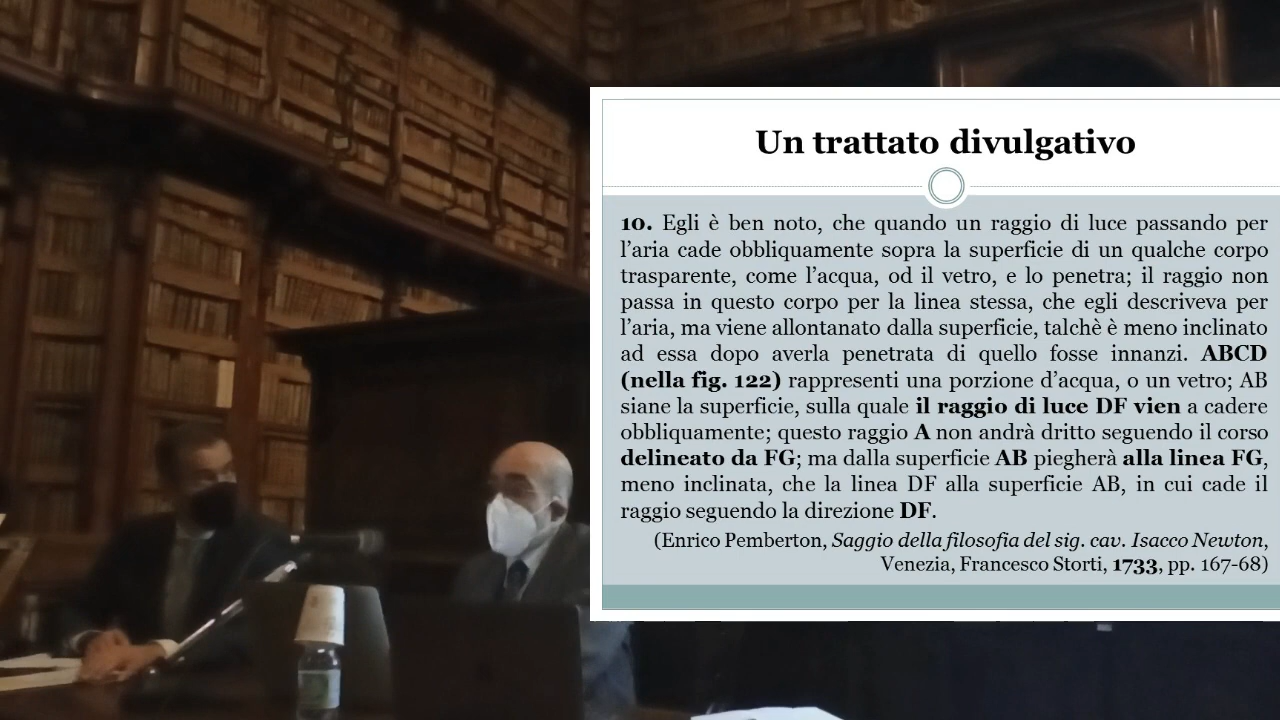 Un trattato divulgativo
10. Egli è ben noto, che quando un raggio di luce passando per
l’aria cade obbliquamente sopra la superficie di un qualche corpo
trasparente, come l’acqua, od il vetro, e lo penetra; il raggio non
passa in questo corpo per la linea stessa, che egli descriveva per
l’aria, ma viene allontanato dalla superficie, talchè è meno inclinato
ad essa dopo averla penetrata di quello fosse innanzi. ABCD
(nella fig. 122) rappresenti una porzione d’acqua, o un vetro; AB
siane la superficie, sulla quale il raggio di luce DF vien a cadere
obbliquamente; questo raggio A non andrà dritto seguendo il corso
delineato da FG; ma dalla superficie AB piegherà alla linea FG,
meno inclinata, che la linea DF alla superficie AB, in cui cade il
raggio seguendo la direzione DF.
(Enrico Pemberton, Saggio della filosofia del sig. cav. Isacco Newton,
Venezia, Francesco Storti, 1733, pp. 167-68)